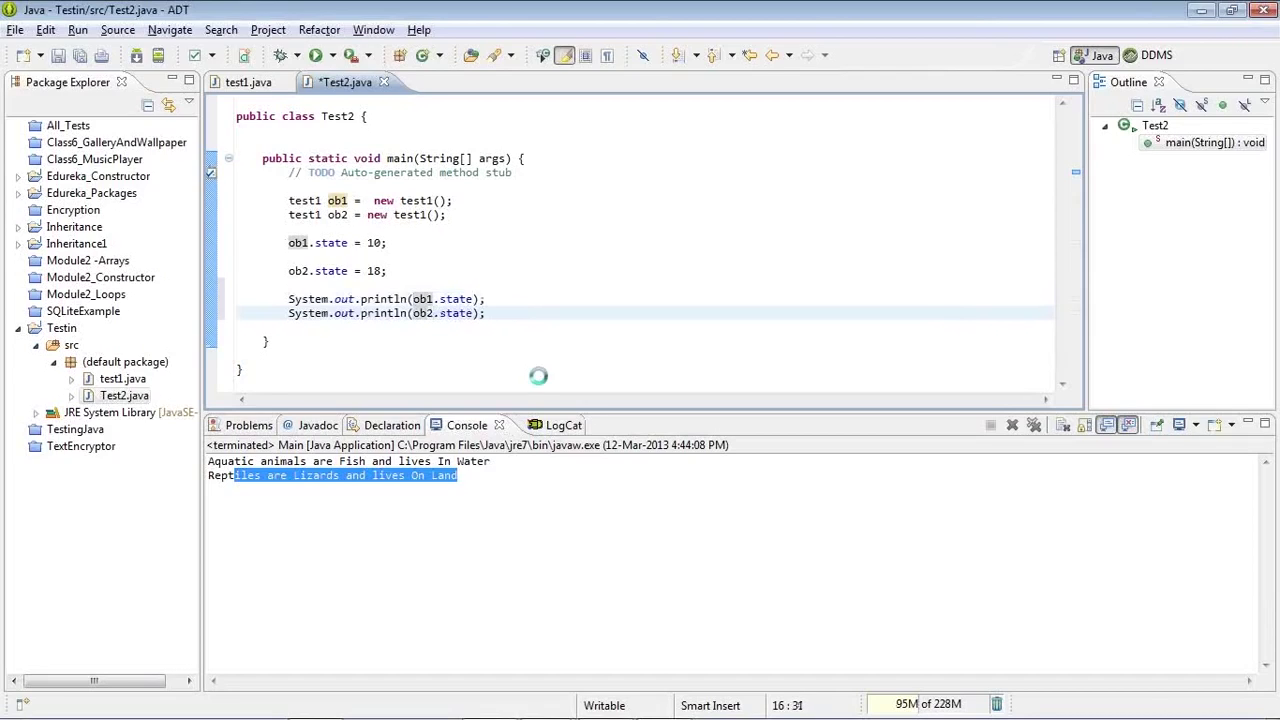 Java - Testin/src/Test2.java - ADT
File Edit Run Source Navigate Search Project Refactor Window Help
Java DDMS
Package Explorer
test1.java
*Test2.java
Outline
All_Tests
Class6_GalleryAndWallpaper
Class6_MusicPlayer
Edureka_Constructor
Edureka_Packages
Encryption
Inheritance
Inheritance1
Module2 -Arrays
Module2_Constructor
Module2_Loops
SQLiteExample
Testin
src
(default package)
test1.java
Test2.java
JRE System Library [JavaSE-
TestingJava
TextEncryptor
public class Test2 {
public static void main(String[] args) {
// TODO Auto-generated method stub
test1 ob1 =  new test1();
test1 ob2 = new test1();
ob1.state = 10;
ob2.state = 18;
System.out.println(ob1.state);
System.out.println(ob2.state);
}
}
Test2
main(String[]) : void
Problems @ Javadoc Declaration Console LogCat
<terminated> Main [Java Application] C:\Program Files\Java\jre7\bin\javaw.exe (12-Mar-2013 4:44:08 PM)
Aquatic animals are Fish and lives In Water
Reptiles are Lizards and lives On Land
Writable Smart Insert 16 : 31 95M of 228M